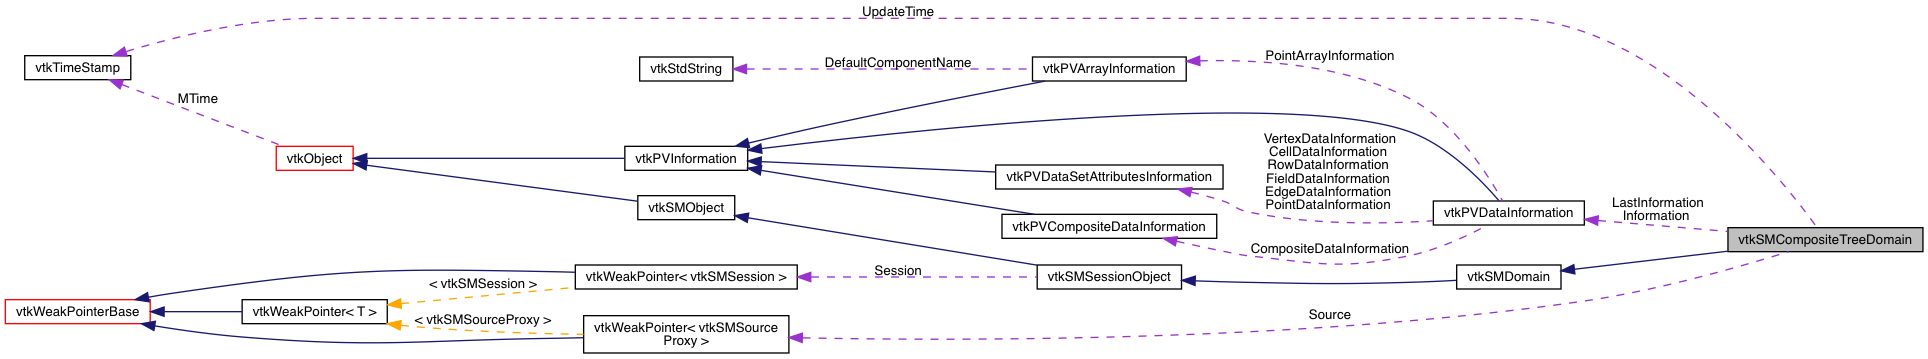 UpdateTime
vtkTimeStamp
vtkStdString
DefaultComponentName
vtkPVArrayInformation
PointArrayInformation
MTime
vtkObject
vtkPVInformation
VertexDataInformation
CellDataInformation
RowDataInformation
FieldDataInformation
EdgeDataInformation
PointDataInformation
vtkPVDataSetAttributesInformation
vtkSMObject
vtkPVDataInformation
LastInformation
Information
vtkPVCompositeDataInformation
vtkSMCompositeTreeDomain
CompositeDataInformation
vtkWeakPointer< vtkSMSession >
Session
vtkSMSessionObject
vtkSMDomain
< vtkSMSession >
vtkWeakPointerBase
vtkWeakPointer< T >
< vtkSMSourceProxy >
vtkWeakPointer< vtkSMSource
Proxy >
Source